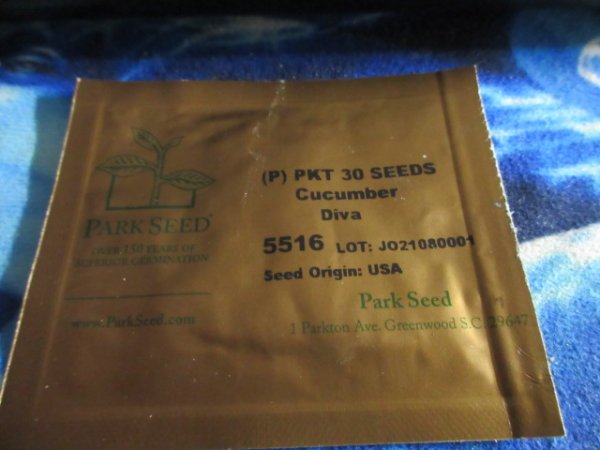 PARK SEED®
OVER 150 YEARS OF
SUPERIOR GERMINATION
www.ParkSeed.com
(P) PKT 30 SEEDS
Cucumber
Diva
5516 LOT: JO21080001
Seed Origin: USA
Park Seed
1 Parkton Ave. Greenwood S.C. 29647